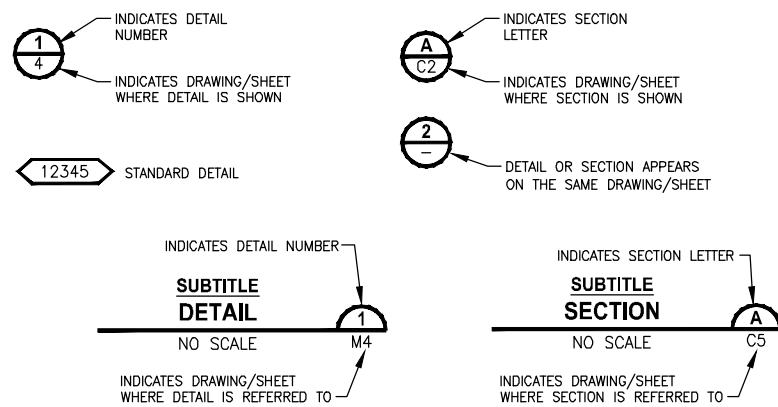 INDICATES DETAIL
NUMBER
1
4
INDICATES DRAWING/SHEET
WHERE DETAIL IS SHOWN
INDICATES SECTION
LETTER
A
C2
INDICATES DRAWING/SHEET
WHERE SECTION IS SHOWN
12345
STANDARD DETAIL
2
–
DETAIL OR SECTION APPEARS
ON THE SAME DRAWING/SHEET
INDICATES DETAIL NUMBER
SUBTITLE
DETAIL
1
NO SCALE
M4
INDICATES DRAWING/SHEET
WHERE DETAIL IS REFERRED TO
INDICATES SECTION LETTER
SUBTITLE
SECTION
A
NO SCALE
C5
INDICATES DRAWING/SHEET
WHERE SECTION IS REFERRED TO